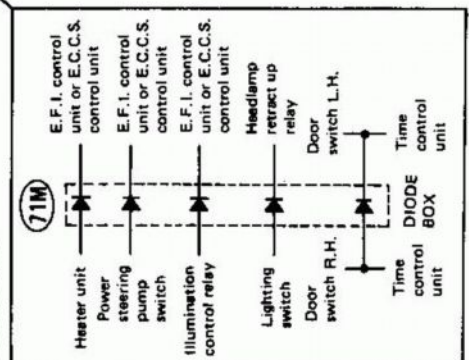 71M
E.F.I. control
unit or E.C.C.S.
control unit
E.F.I. control
unit or E.C.C.S.
control unit
E.F.I. control
unit or E.C.C.S.
control unit
Headlamp
retract up
relay
Door
switch L.H.
Time
control
unit
Heater unit
Power
steering
pump
switch
Illumination
control relay
Lighting
switch
Door
switch R.H.
Time
control
unit
DIODE
BOX